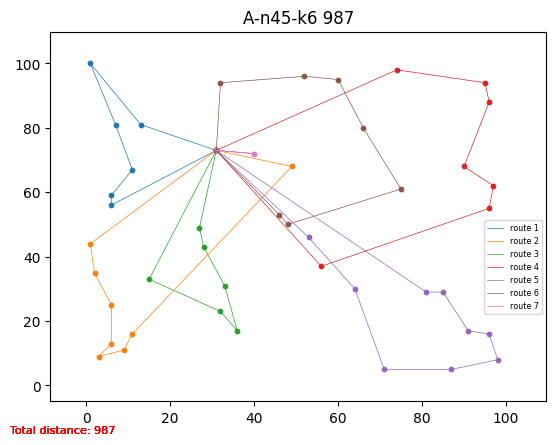 A-n45-k6 987
100
80
60
40
20
0
0 20 40 60 80 100
route 1
route 2
route 3
route 4
route 5
route 6
route 7
Total distance: 987